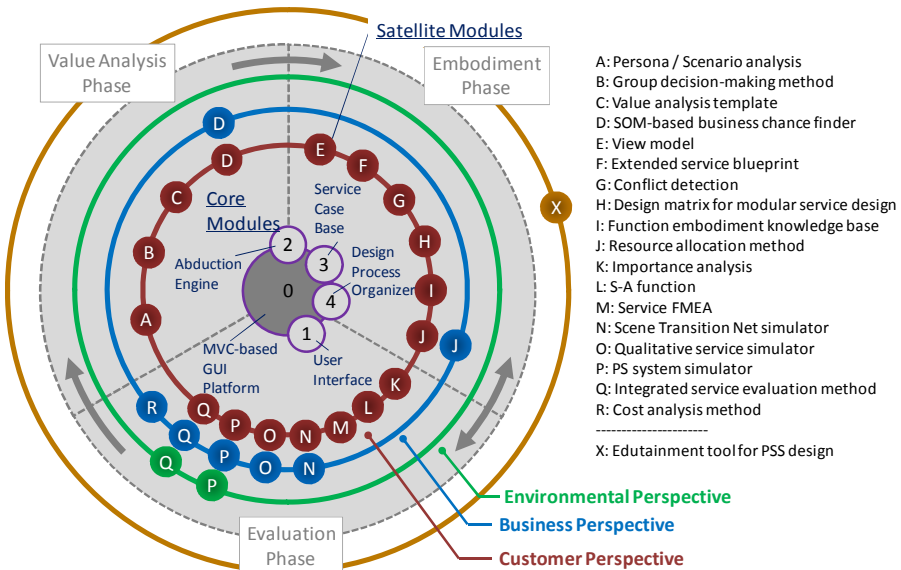 Satellite Modules
Value Analysis
Phase
Embodiment
Phase
Core
Modules
Service
Case
Base
Abduction
Engine
Design
Process
Organizer
MVC-based
GUI
Platform
User
Interface
0
1
2
3
4
A
B
C
D
E
F
G
H
I
J
K
L
M
N
O
P
Q
D
J
N
O
P
Q
R
P
Q
X
Evaluation
Phase
Environmental Perspective
Business Perspective
Customer Perspective
A: Persona / Scenario analysis
B: Group decision-making method
C: Value analysis template
D: SOM-based business chance finder
E: View model
F: Extended service blueprint
G: Conflict detection
H: Design matrix for modular service design
I: Function embodiment knowledge base
J: Resource allocation method
K: Importance analysis
L: S-A function
M: Service FMEA
N: Scene Transition Net simulator
O: Qualitative service simulator
P: PS system simulator
Q: Integrated service evaluation method
R: Cost analysis method
----------------------
X: Edutainment tool for PSS design